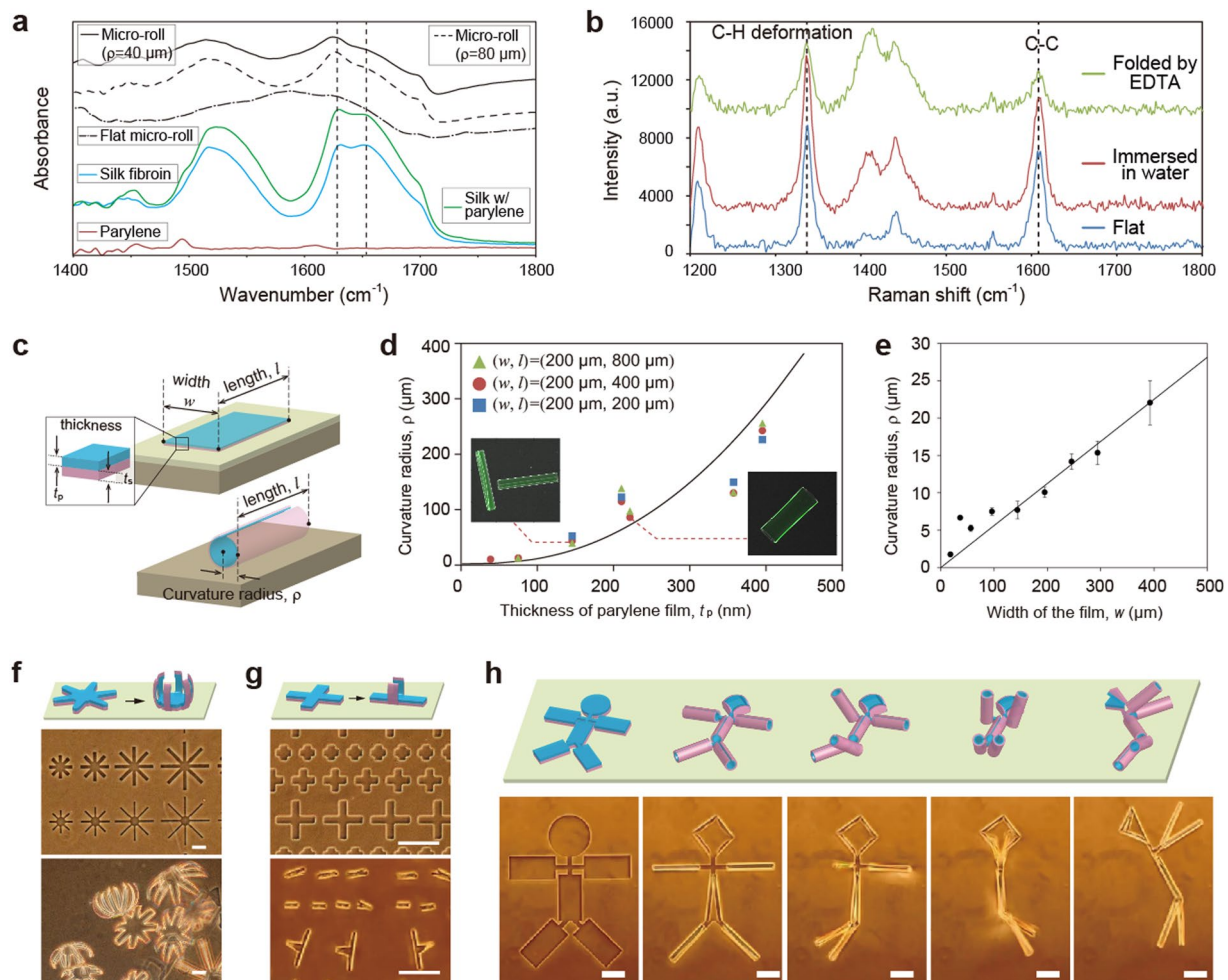 a
Micro-roll
(ρ=40 μm)
Micro-roll
(ρ=80 μm)
Flat micro-roll
Silk fibroin
Silk w/
parylene
Parylene
Absorbance
1400
1500
1600
1700
1800
Wavenumber (cm-1)
b
16000
12000
8000
4000
0
C-H deformation
C-C
Folded by
EDTA
Immersed
in water
Flat
Intensity (a.u.)
1200
1300
1400
1500
1600
1700
1800
Raman shift (cm-1)
c
width
w
length, l
thickness
tp
ts
length, l
Curvature radius, ρ
d
400
300
200
100
0
(w, l)=(200 μm, 800 μm)
(w, l)=(200 μm, 400 μm)
(w, l)=(200 μm, 200 μm)
Curvature radius, ρ (μm)
0
100
200
300
400
500
Thickness of parylene film, tp (nm)
e
30
25
20
15
10
5
0
Curvature radius, ρ (μm)
0
100
200
300
400
500
Width of the film, w (μm)
f
g
h